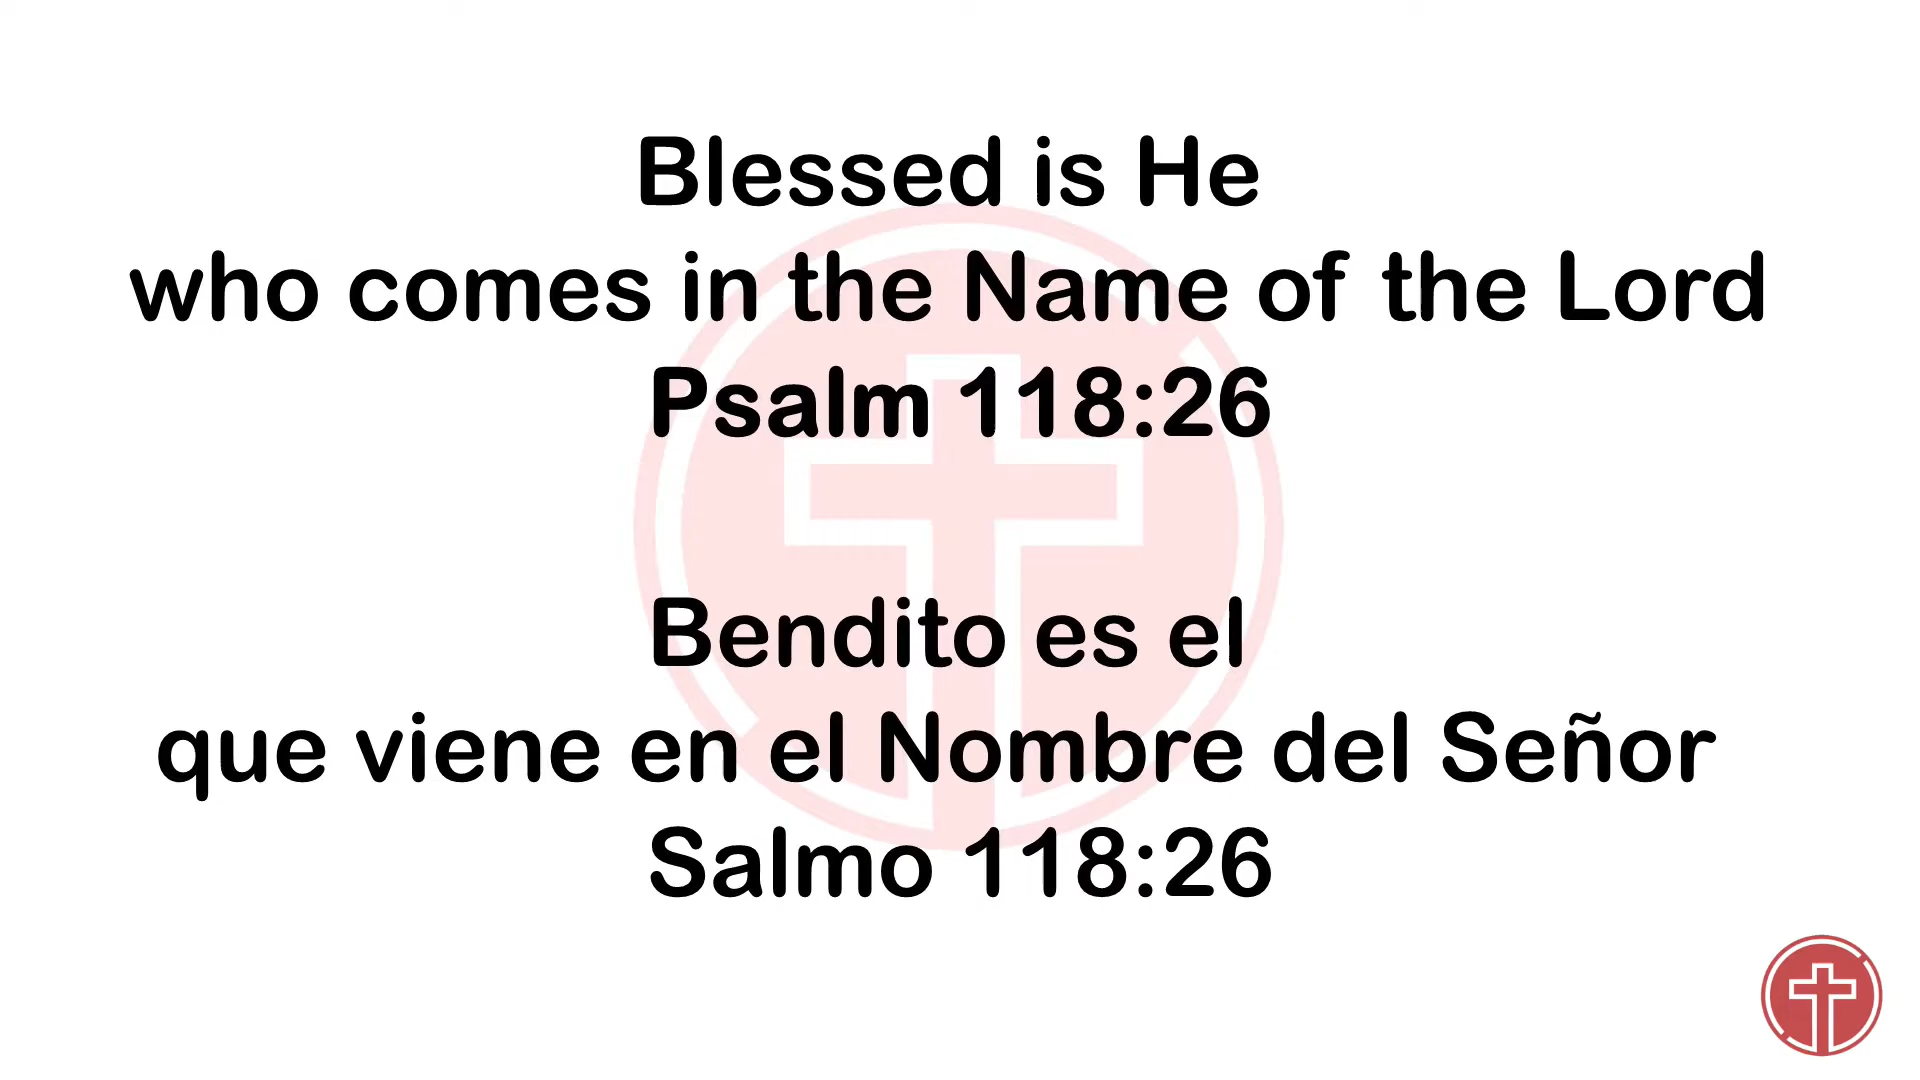 Blessed is He
who comes in the Name of the Lord
Psalm 118:26
Bendito es el
que viene en el Nombre del Señor
Salmo 118:26